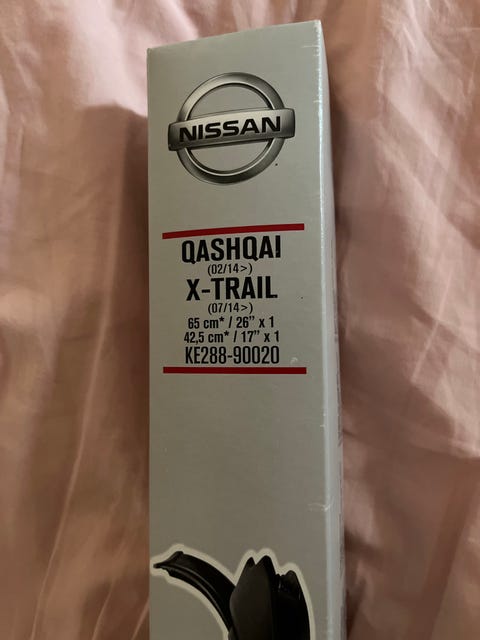 NISSAN
QASHQAI
(02/14>)
X-TRAIL
(07/14>)
65 cm* / 26" x 1
42,5 cm* / 17" x 1
KE288-90020